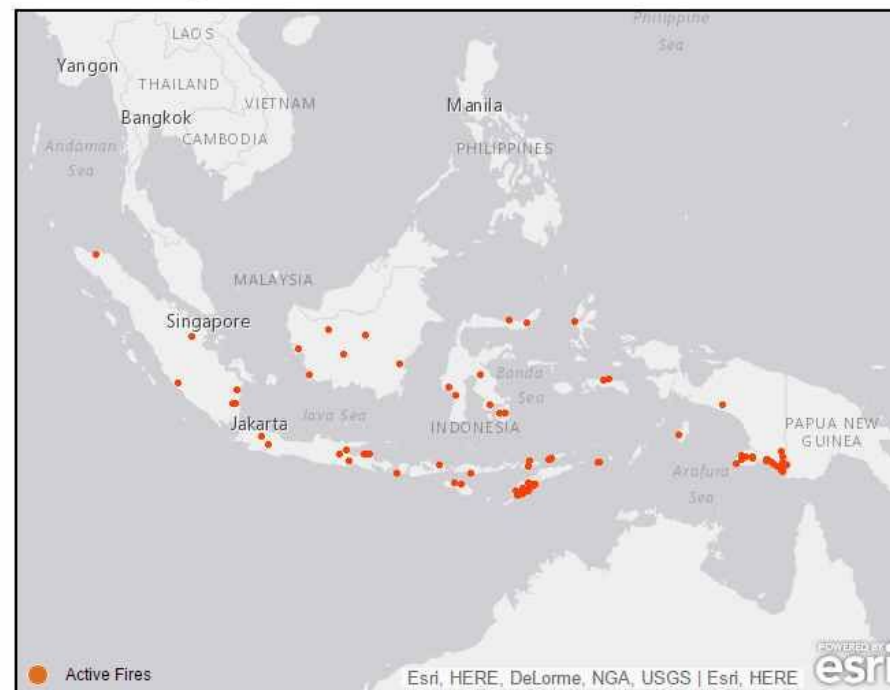 Philippine
Sea
LAOS
Yangon
THAILAND
VIETNAM
Bangkok
Manila
CAMBODIA
Andaman
Sea
PHILIPPINES
MALAYSIA
Singapore
Banda
Sea
Java Sea
Jakarta
INDONESIA
PAPUA NEW
GUINEA
Arafura
Sea
Active Fires
Esri, HERE, DeLorme, NGA, USGS | Esri, HERE
POWERED BY
esri